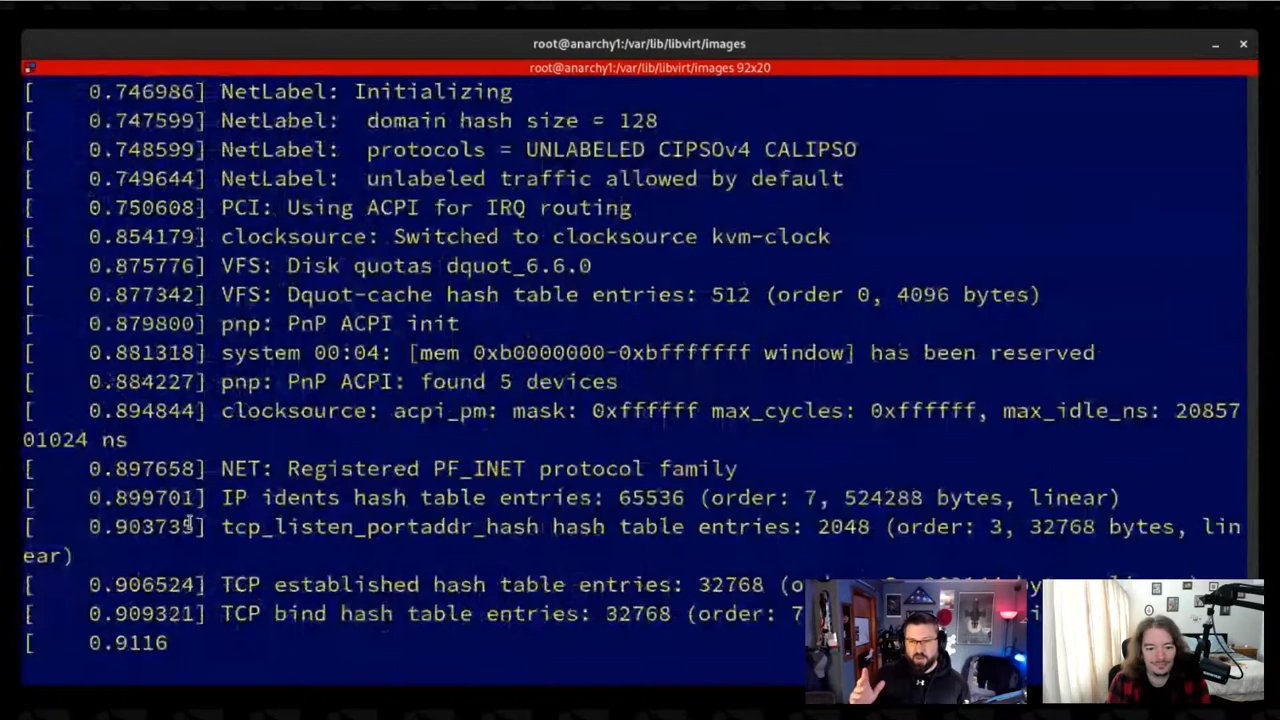 root@anarchy1:/var/lib/libvirt/images
root@anarchy1:/var/lib/libvirt/images 92x20
[    0.746986] NetLabel: Initializing
[    0.747599] NetLabel:  domain hash size = 128
[    0.748599] NetLabel:  protocols = UNLABELED CIPSOv4 CALIPSO
[    0.749644] NetLabel:  unlabeled traffic allowed by default
[    0.750608] PCI: Using ACPI for IRQ routing
[    0.854179] clocksource: Switched to clocksource kvm-clock
[    0.875776] VFS: Disk quotas dquot_6.6.0
[    0.877342] VFS: Dquot-cache hash table entries: 512 (order 0, 4096 bytes)
[    0.879800] pnp: PnP ACPI init
[    0.881318] system 00:04: [mem 0xb0000000-0xbfffffff window] has been reserved
[    0.884227] pnp: PnP ACPI: found 5 devices
[    0.894844] clocksource: acpi_pm: mask: 0xffffff max_cycles: 0xffffff, max_idle_ns: 20857
01024 ns
[    0.897658] NET: Registered PF_INET protocol family
[    0.899701] IP idents hash table entries: 65536 (order: 7, 524288 bytes, linear)
[    0.903735] tcp_listen_portaddr_hash hash table entries: 2048 (order: 3, 32768 bytes, lin
ear)
[    0.906524] TCP established hash table entries: 32768
[    0.909321] TCP bind hash table entries: 32768 (order: 7
[    0.9116